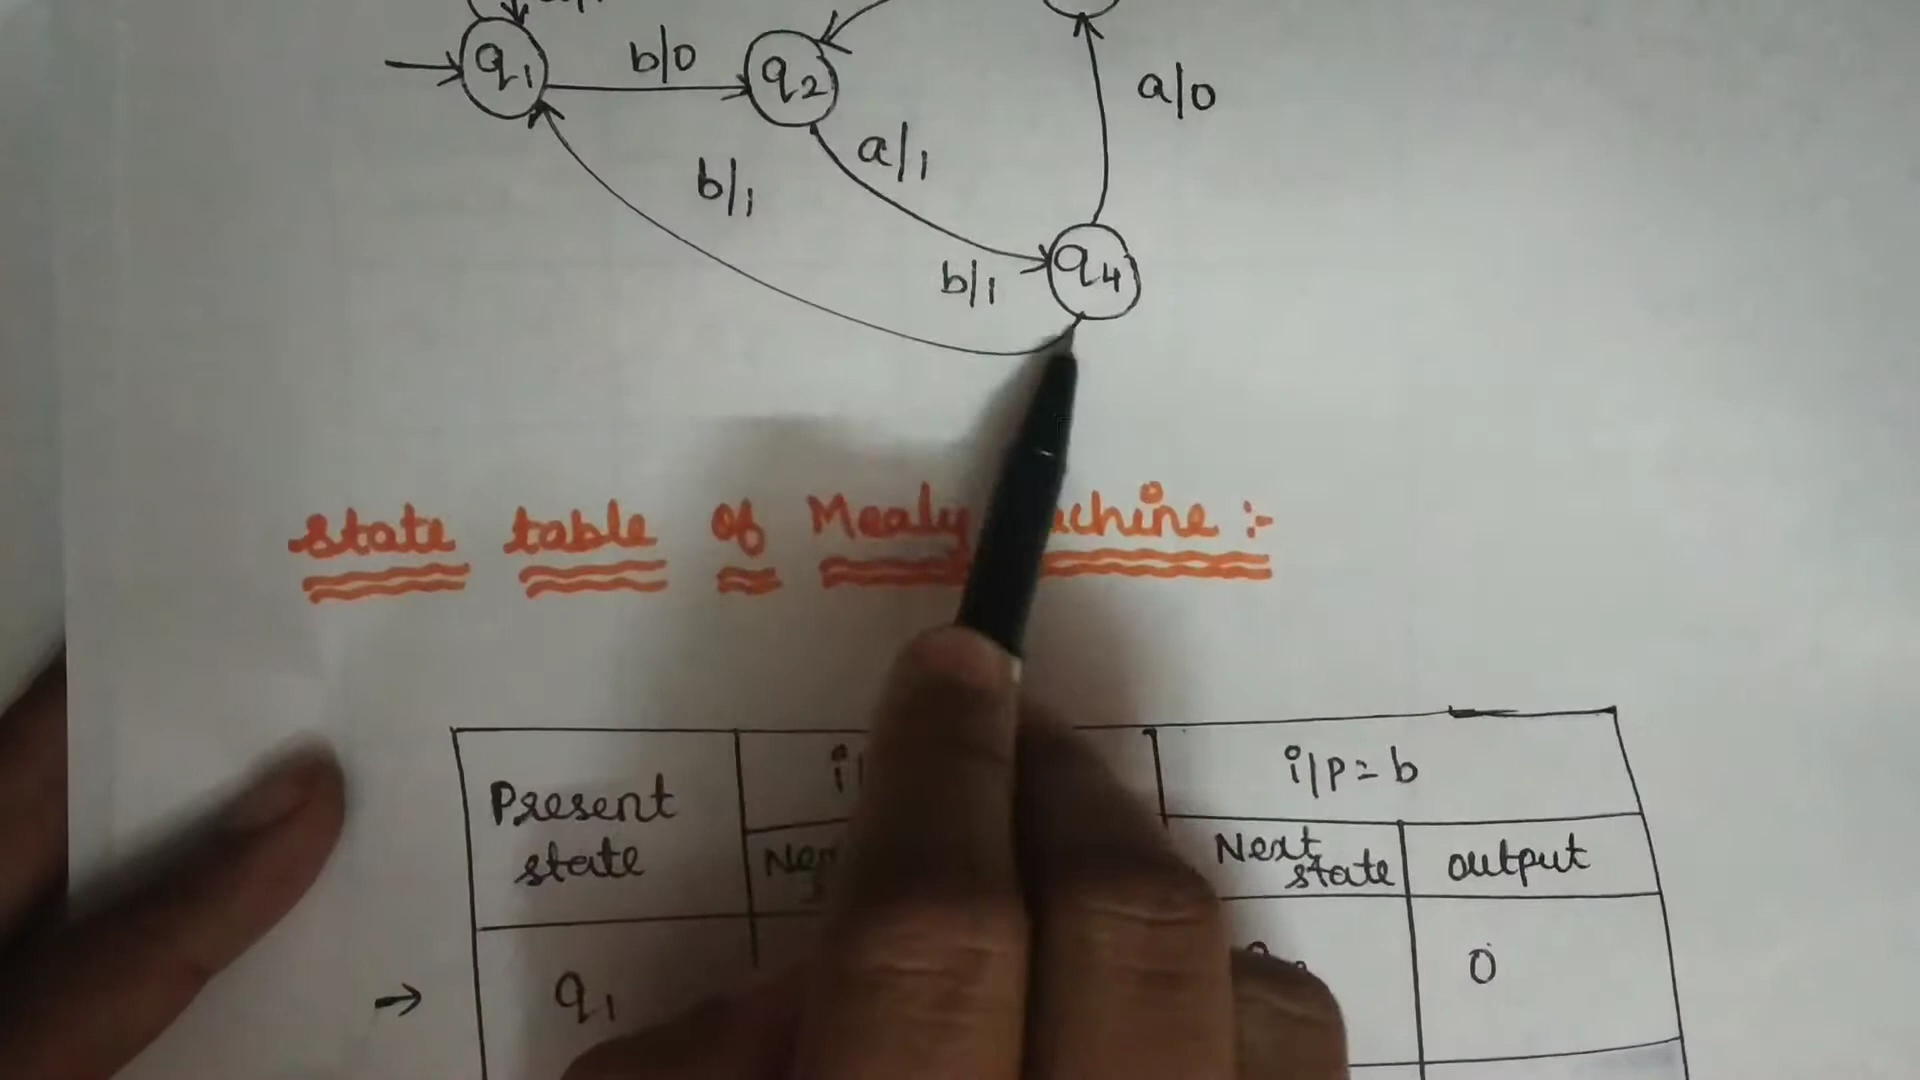 q1 b/0 q2 a/0
b/1 a/1
b/1 q4
state table of Mealy
Present state i/p=b
Next state output
q1 0